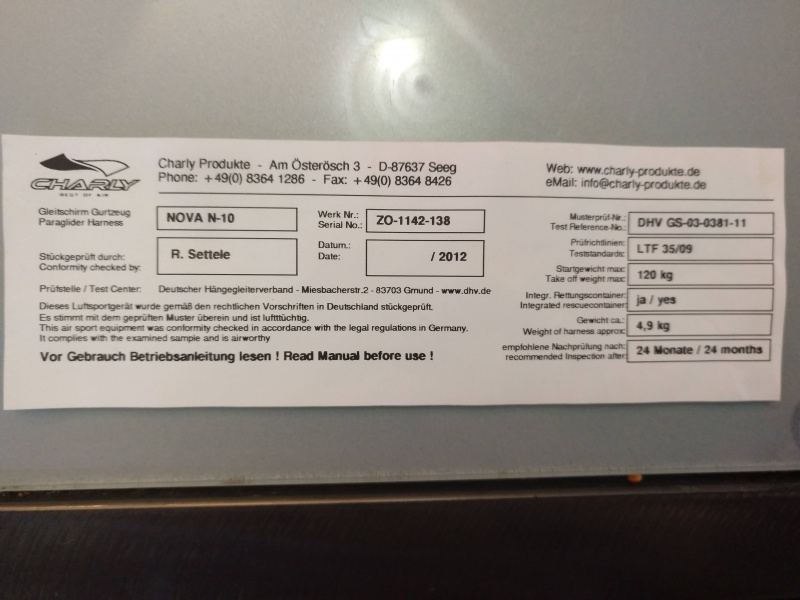 CHARLY
BEST OF AIR
Charly Produkte - Am Österösch 3 - D-87637 Seeg
Phone: +49(0) 8364 1286 - Fax: +49(0) 8364 8426
Web: www.charly-produkte.de
eMail: info@charly-produkte.de
Gleitschirm Gurtzeug
Paraglider Harness
NOVA N-10
Werk Nr.:
Serial No.:
ZO-1142-138
Stückgeprüft durch:
Conformity checked by:
R. Settele
Datum.:
Date:
/ 2012
Prüfstelle / Test Center: Deutscher Hängegleiterverband - Miesbacherstr.2 - 83703 Gmund - www.dhv.de
Dieses Luftsportgerät wurde gemäß den rechtlichen Vorschriften in Deutschland stückgeprüft.
Es stimmt mit dem geprüften Muster überein und ist lufttüchtig.
This air sport equipment was conformity checked in accordance with the legal regulations in Germany.
It complies with the examined sample and is airworthy
Vor Gebrauch Betriebsanleitung lesen ! Read Manual before use !
Musterprüf-Nr.:
Test Reference-No.:
DHV GS-03-0381-11
Prüfrichtlinien:
Teststandards:
LTF 35/09
Startgewicht max:
Take off weight max:
120 kg
Integr. Rettungscontainer:
Integrated rescuecontainer:
ja / yes
Gewicht ca.:
Weight of harness approx:
4,9 kg
empfohlene Nachprüfung nach:
recommended Inspection after:
24 Monate / 24 months